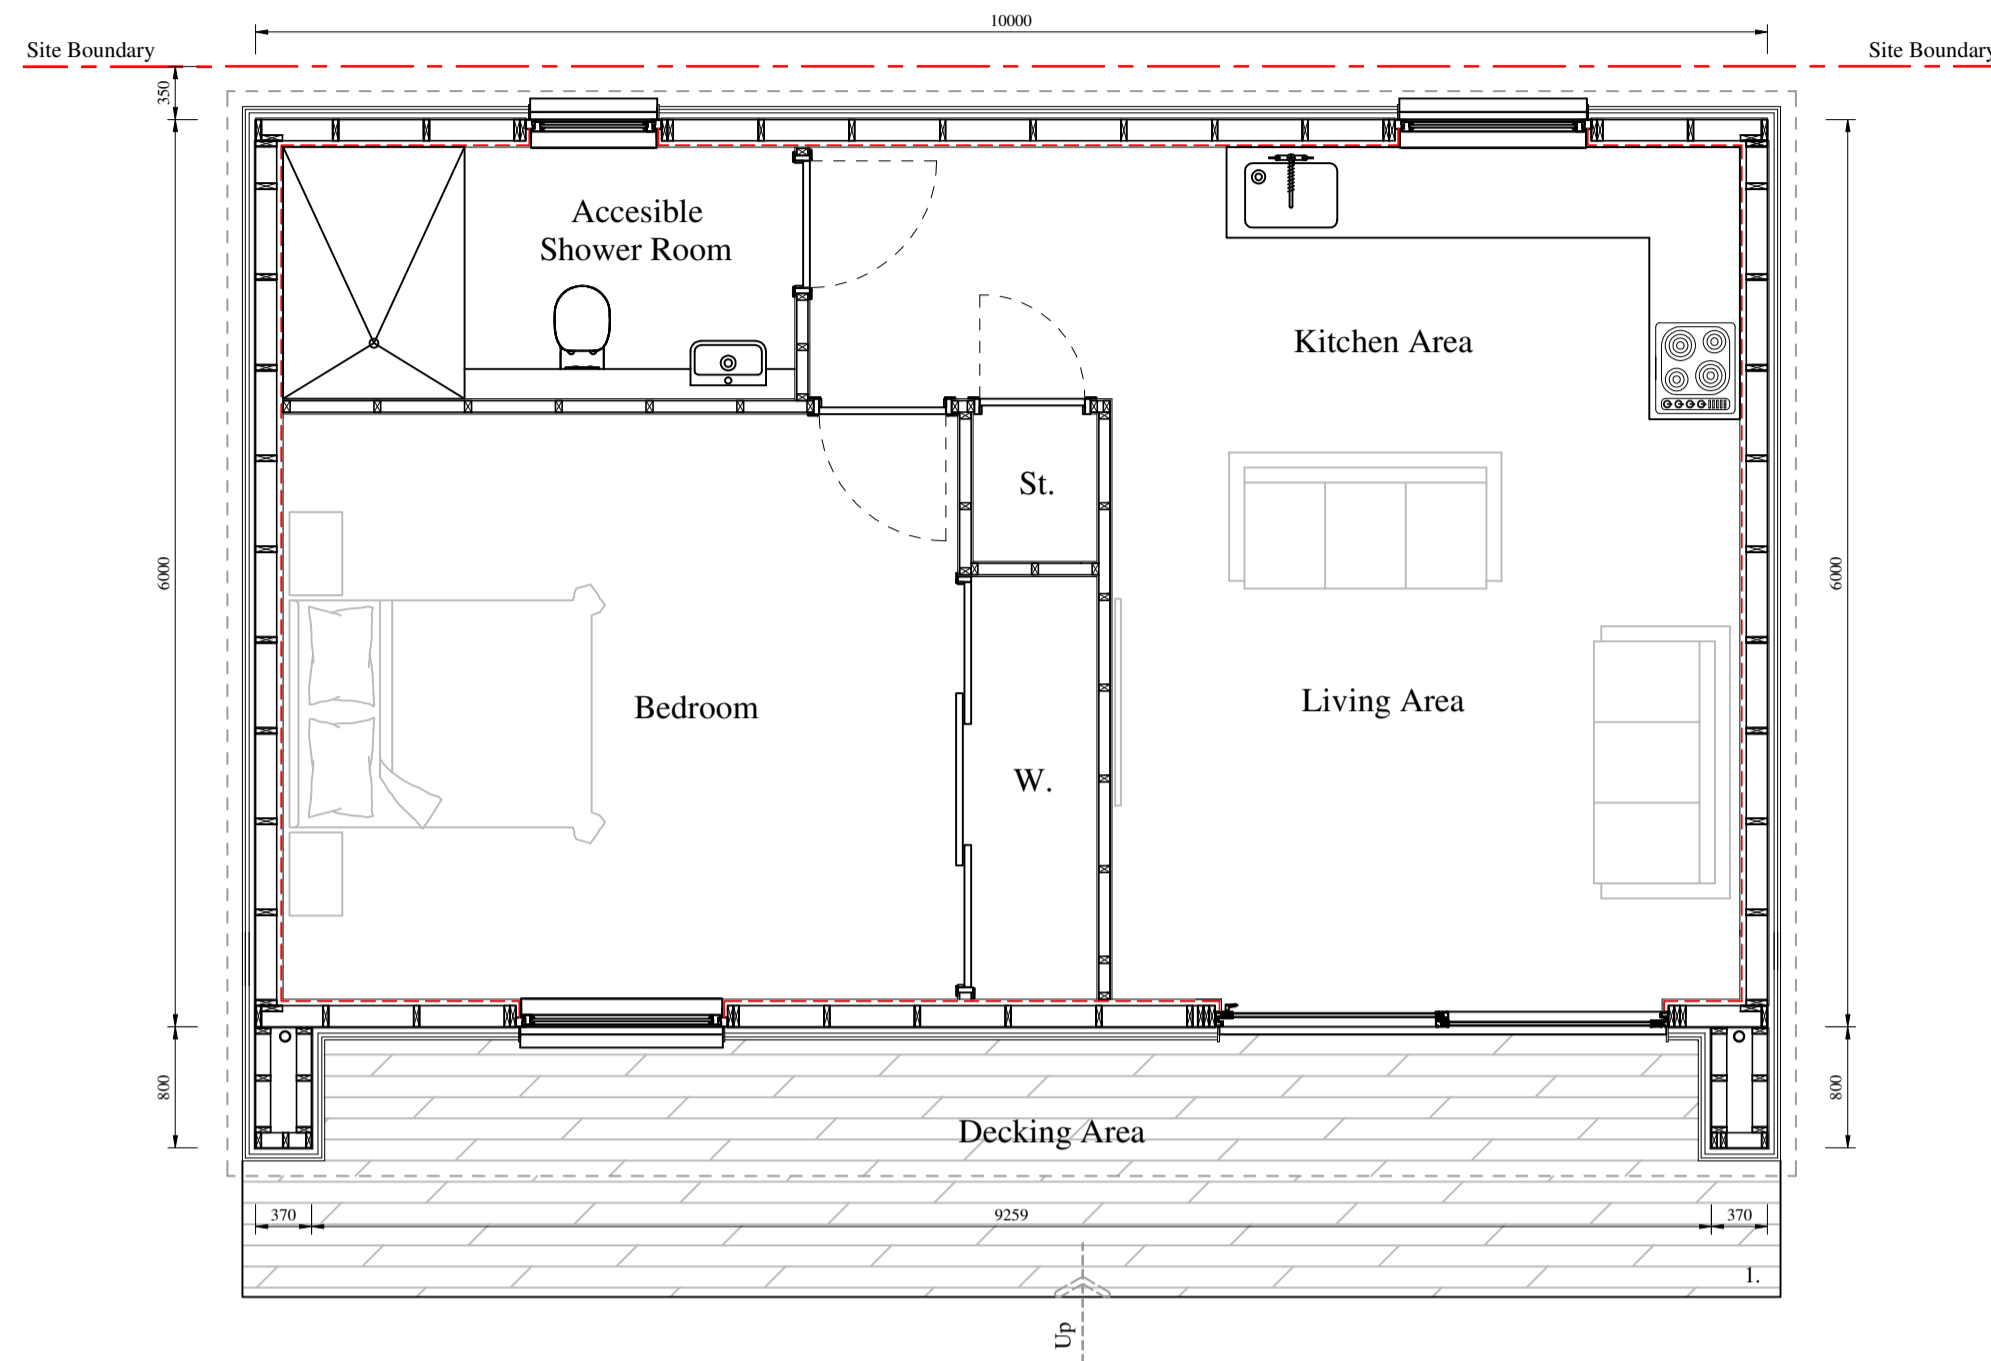 10000
Site Boundary
Site Boundary
350
Accesible
Shower Room
Kitchen Area
St.
6000
6000
Bedroom
Living Area
W.
800
800
Decking Area
370
9259
370
1.
Up